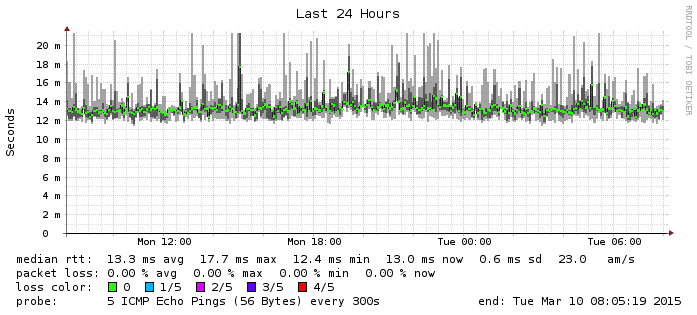 Last 24 Hours
RRDTOOL / TOBI OETIKER
Seconds
20 m
18 m
16 m
14 m
12 m
10 m
8 m
6 m
4 m
2 m
0
Mon 12:00 Mon 18:00 Tue 00:00 Tue 06:00
median rtt: 13.3 ms avg 17.7 ms max 12.4 ms min 13.0 ms now 0.6 ms sd 23.0 am/s
packet loss: 0.00 % avg 0.00 % max 0.00 % min 0.00 % now
loss color: 0 1/5 2/5 3/5 4/5
probe: 5 ICMP Echo Pings (56 Bytes) every 300s end: Tue Mar 10 08:05:19 2015